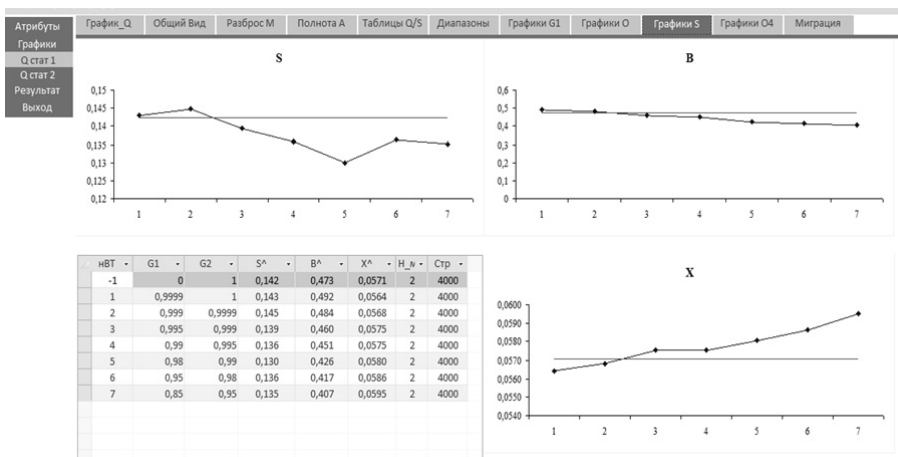 График_Q Общий Вид Разброс М Полнота А Таблицы Q/S Диапазоны Графики G1 Графики О Графики S Графики О4 Миграция
Атрибуты
Графики
Q стат 1
Q стат 2
Результат
Выход
S
0,15
0,145
0,14
0,135
0,13
0,125
0,12
1 2 3 4 5 6 7
B
0,6
0,5
0,4
0,3
0,2
0,1
0
1 2 3 4 5 6 7
нВТ G1 G2 S^ B^ X^ Н_м Стр
-1 0 1 0,142 0,473 0,0571 2 4000
1 0,9999 1 0,143 0,492 0,0564 2 4000
2 0,999 0,9999 0,145 0,484 0,0568 2 4000
3 0,995 0,999 0,139 0,460 0,0575 2 4000
4 0,99 0,995 0,136 0,451 0,0575 2 4000
5 0,98 0,99 0,130 0,426 0,0580 2 4000
6 0,95 0,98 0,136 0,417 0,0586 2 4000
7 0,85 0,95 0,135 0,407 0,0595 2 4000
X
0,0600
0,0590
0,0580
0,0570
0,0560
0,0550
0,0540
1 2 3 4 5 6 7